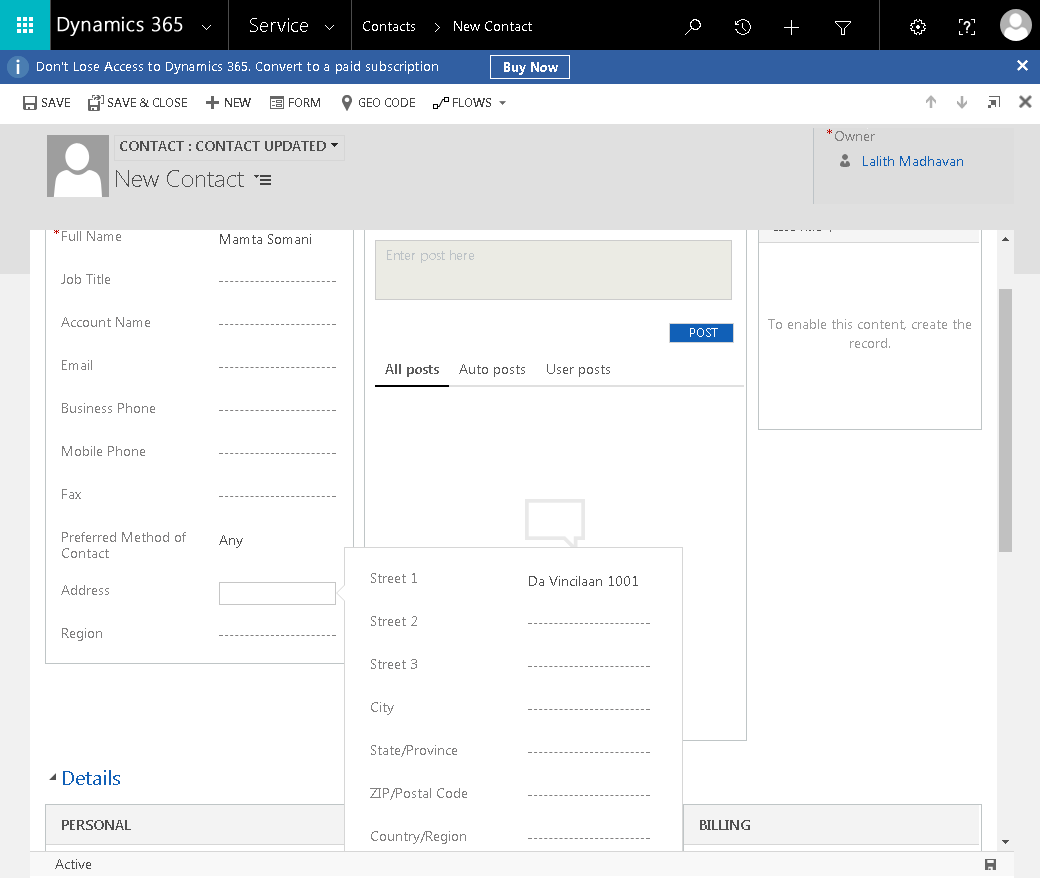 Dynamics 365
Service
Contacts > New Contact
Don't Lose Access to Dynamics 365. Convert to a paid subscription
Buy Now
SAVE
SAVE & CLOSE
NEW
FORM
GEO CODE
FLOWS
CONTACT : CONTACT UPDATED
New Contact
*Owner
Lalith Madhavan
*Full Name
Mamta Somani
Job Title
Account Name
Email
Business Phone
Mobile Phone
Fax
Preferred Method of
Contact
Any
Address
Region
Enter post here
POST
All posts
Auto posts
User posts
To enable this content, create the
record.
Street 1
Da Vincilaan 1001
Street 2
Street 3
City
State/Province
ZIP/Postal Code
Country/Region
Details
PERSONAL
BILLING
Active